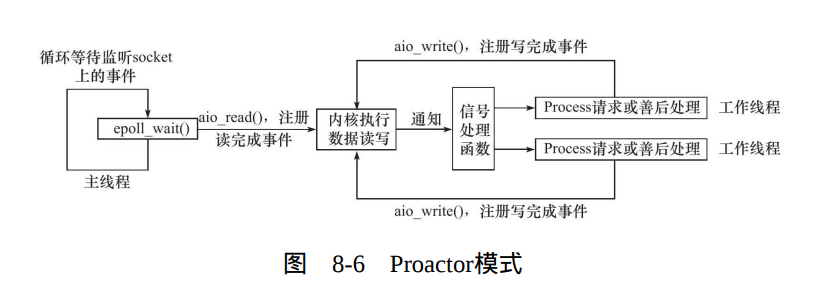 aio_write()，注册写完成事件
循环等待监听socket
上的事件
epoll_wait()
主线程
aio_read()，注册
读完成事件
内核执行
数据读写
通知
信号
处理
函数
Process请求或善后处理
工作线程
Process请求或善后处理
工作线程
aio_write()，注册写完成事件
图 8-6 Proactor模式